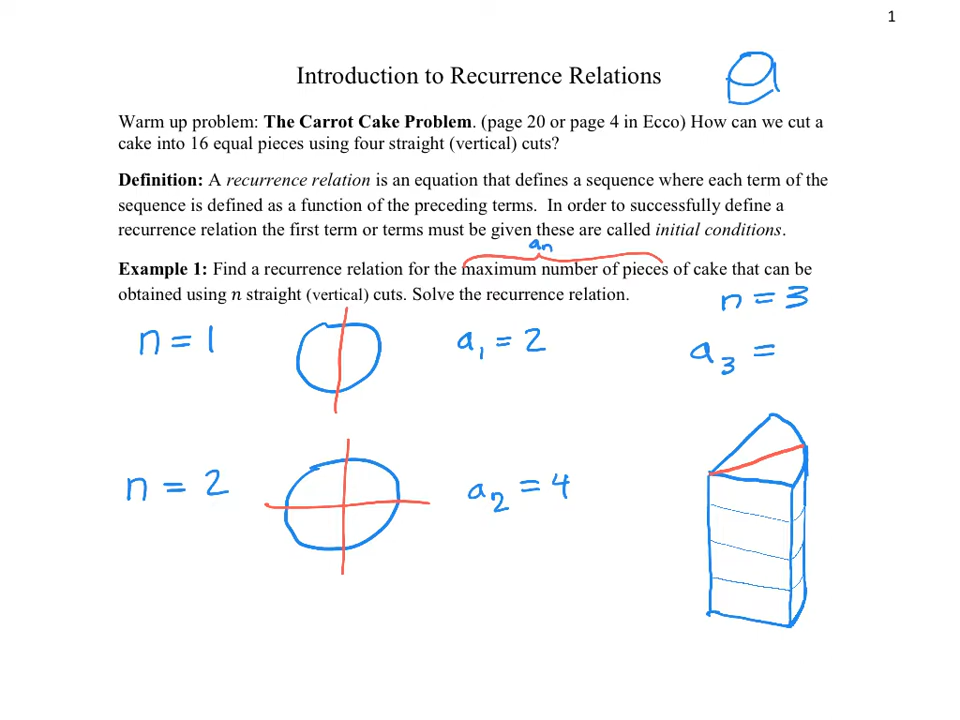 1
Introduction to Recurrence Relations
Warm up problem: The Carrot Cake Problem. (page 20 or page 4 in Ecco) How can we cut a
cake into 16 equal pieces using four straight (vertical) cuts?
Definition: A recurrence relation is an equation that defines a sequence where each term of the
sequence is defined as a function of the preceding terms. In order to successfully define a
recurrence relation the first term or terms must be given these are called initial conditions.
aₙ
Example 1: Find a recurrence relation for the maximum number of pieces of cake that can be
obtained using n straight (vertical) cuts. Solve the recurrence relation.
n = 3
n = 1
a₁ = 2
a₃ =
n = 2
a₂ = 4